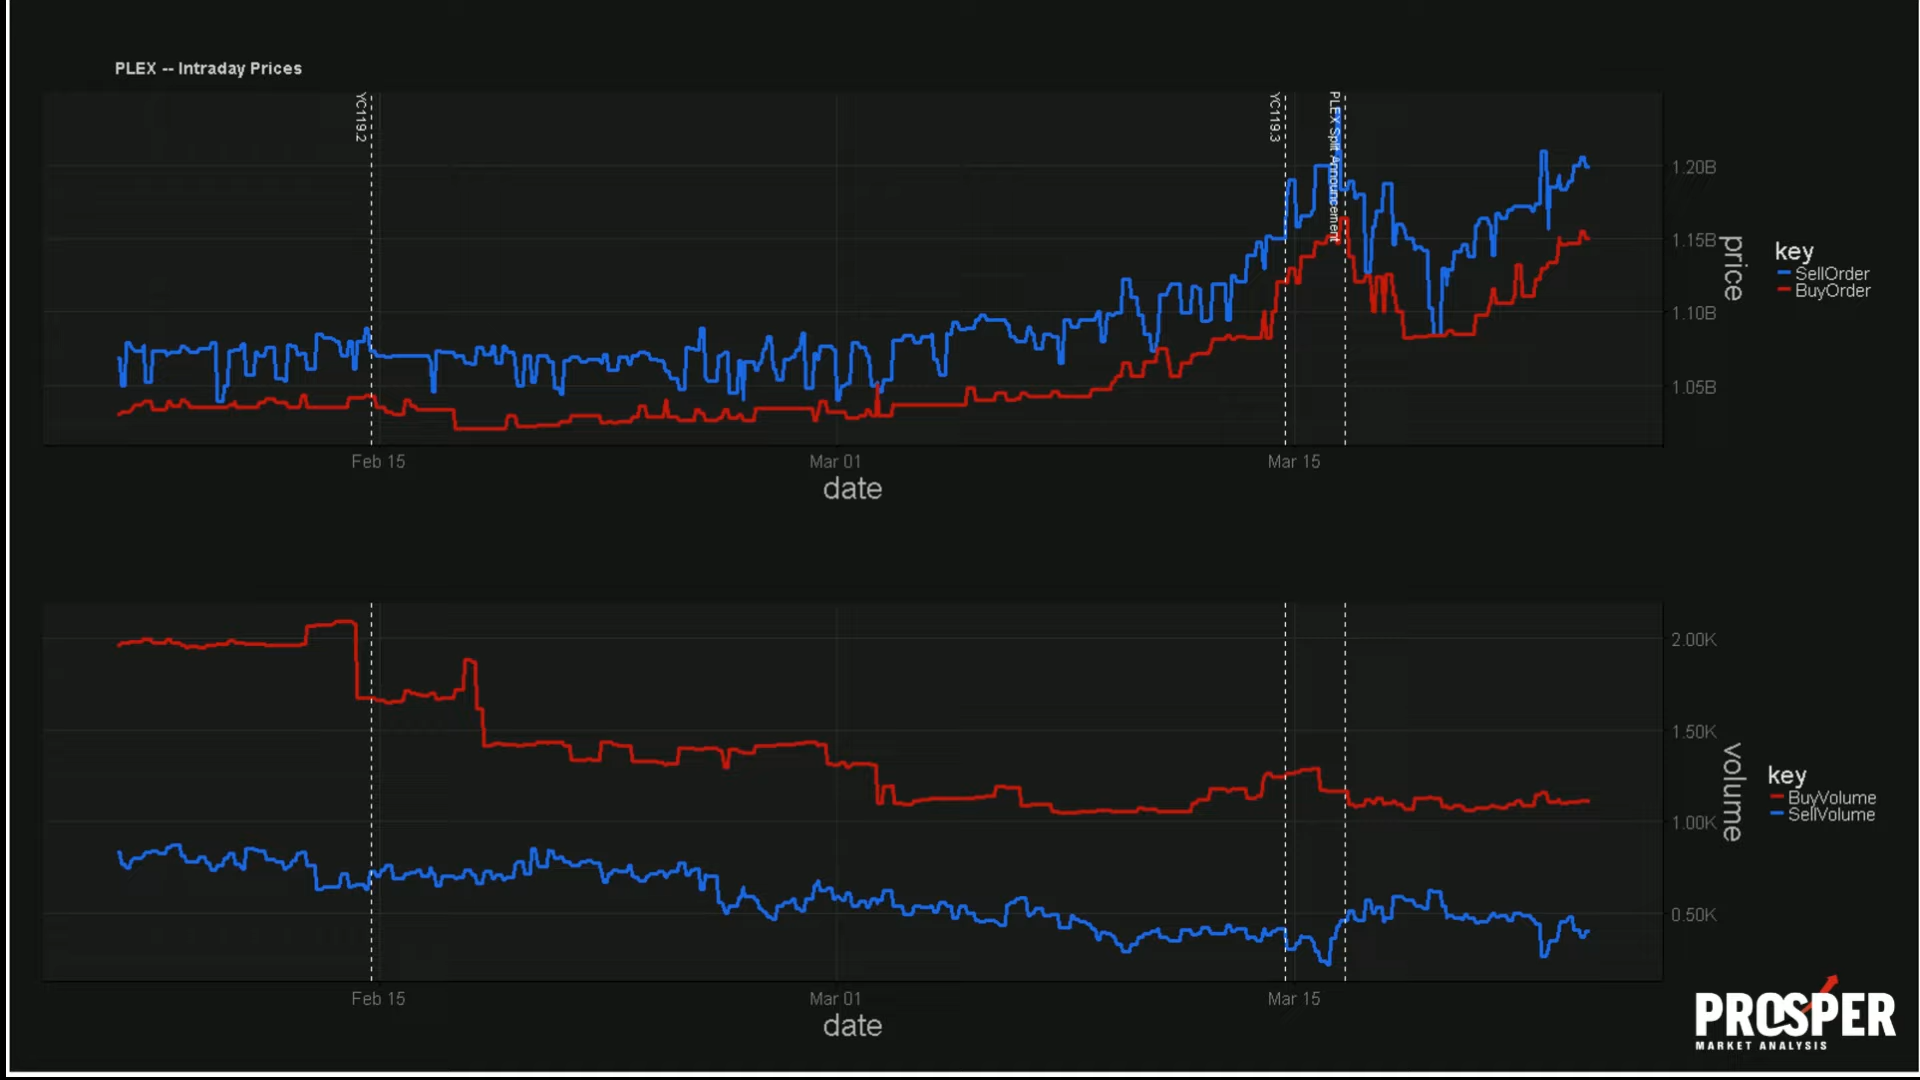 PLEX -- Intraday Prices
YC119.2
YC119.3
PLEX Split Announcement
1.20B
1.15B
1.10B
1.05B
price
key
SellOrder
BuyOrder
Feb 15
Mar 01
Mar 15
date
2.00K
1.50K
1.00K
0.50K
volume
key
BuyVolume
SellVolume
Feb 15
Mar 01
Mar 15
date
PROSPER
MARKET ANALYSIS